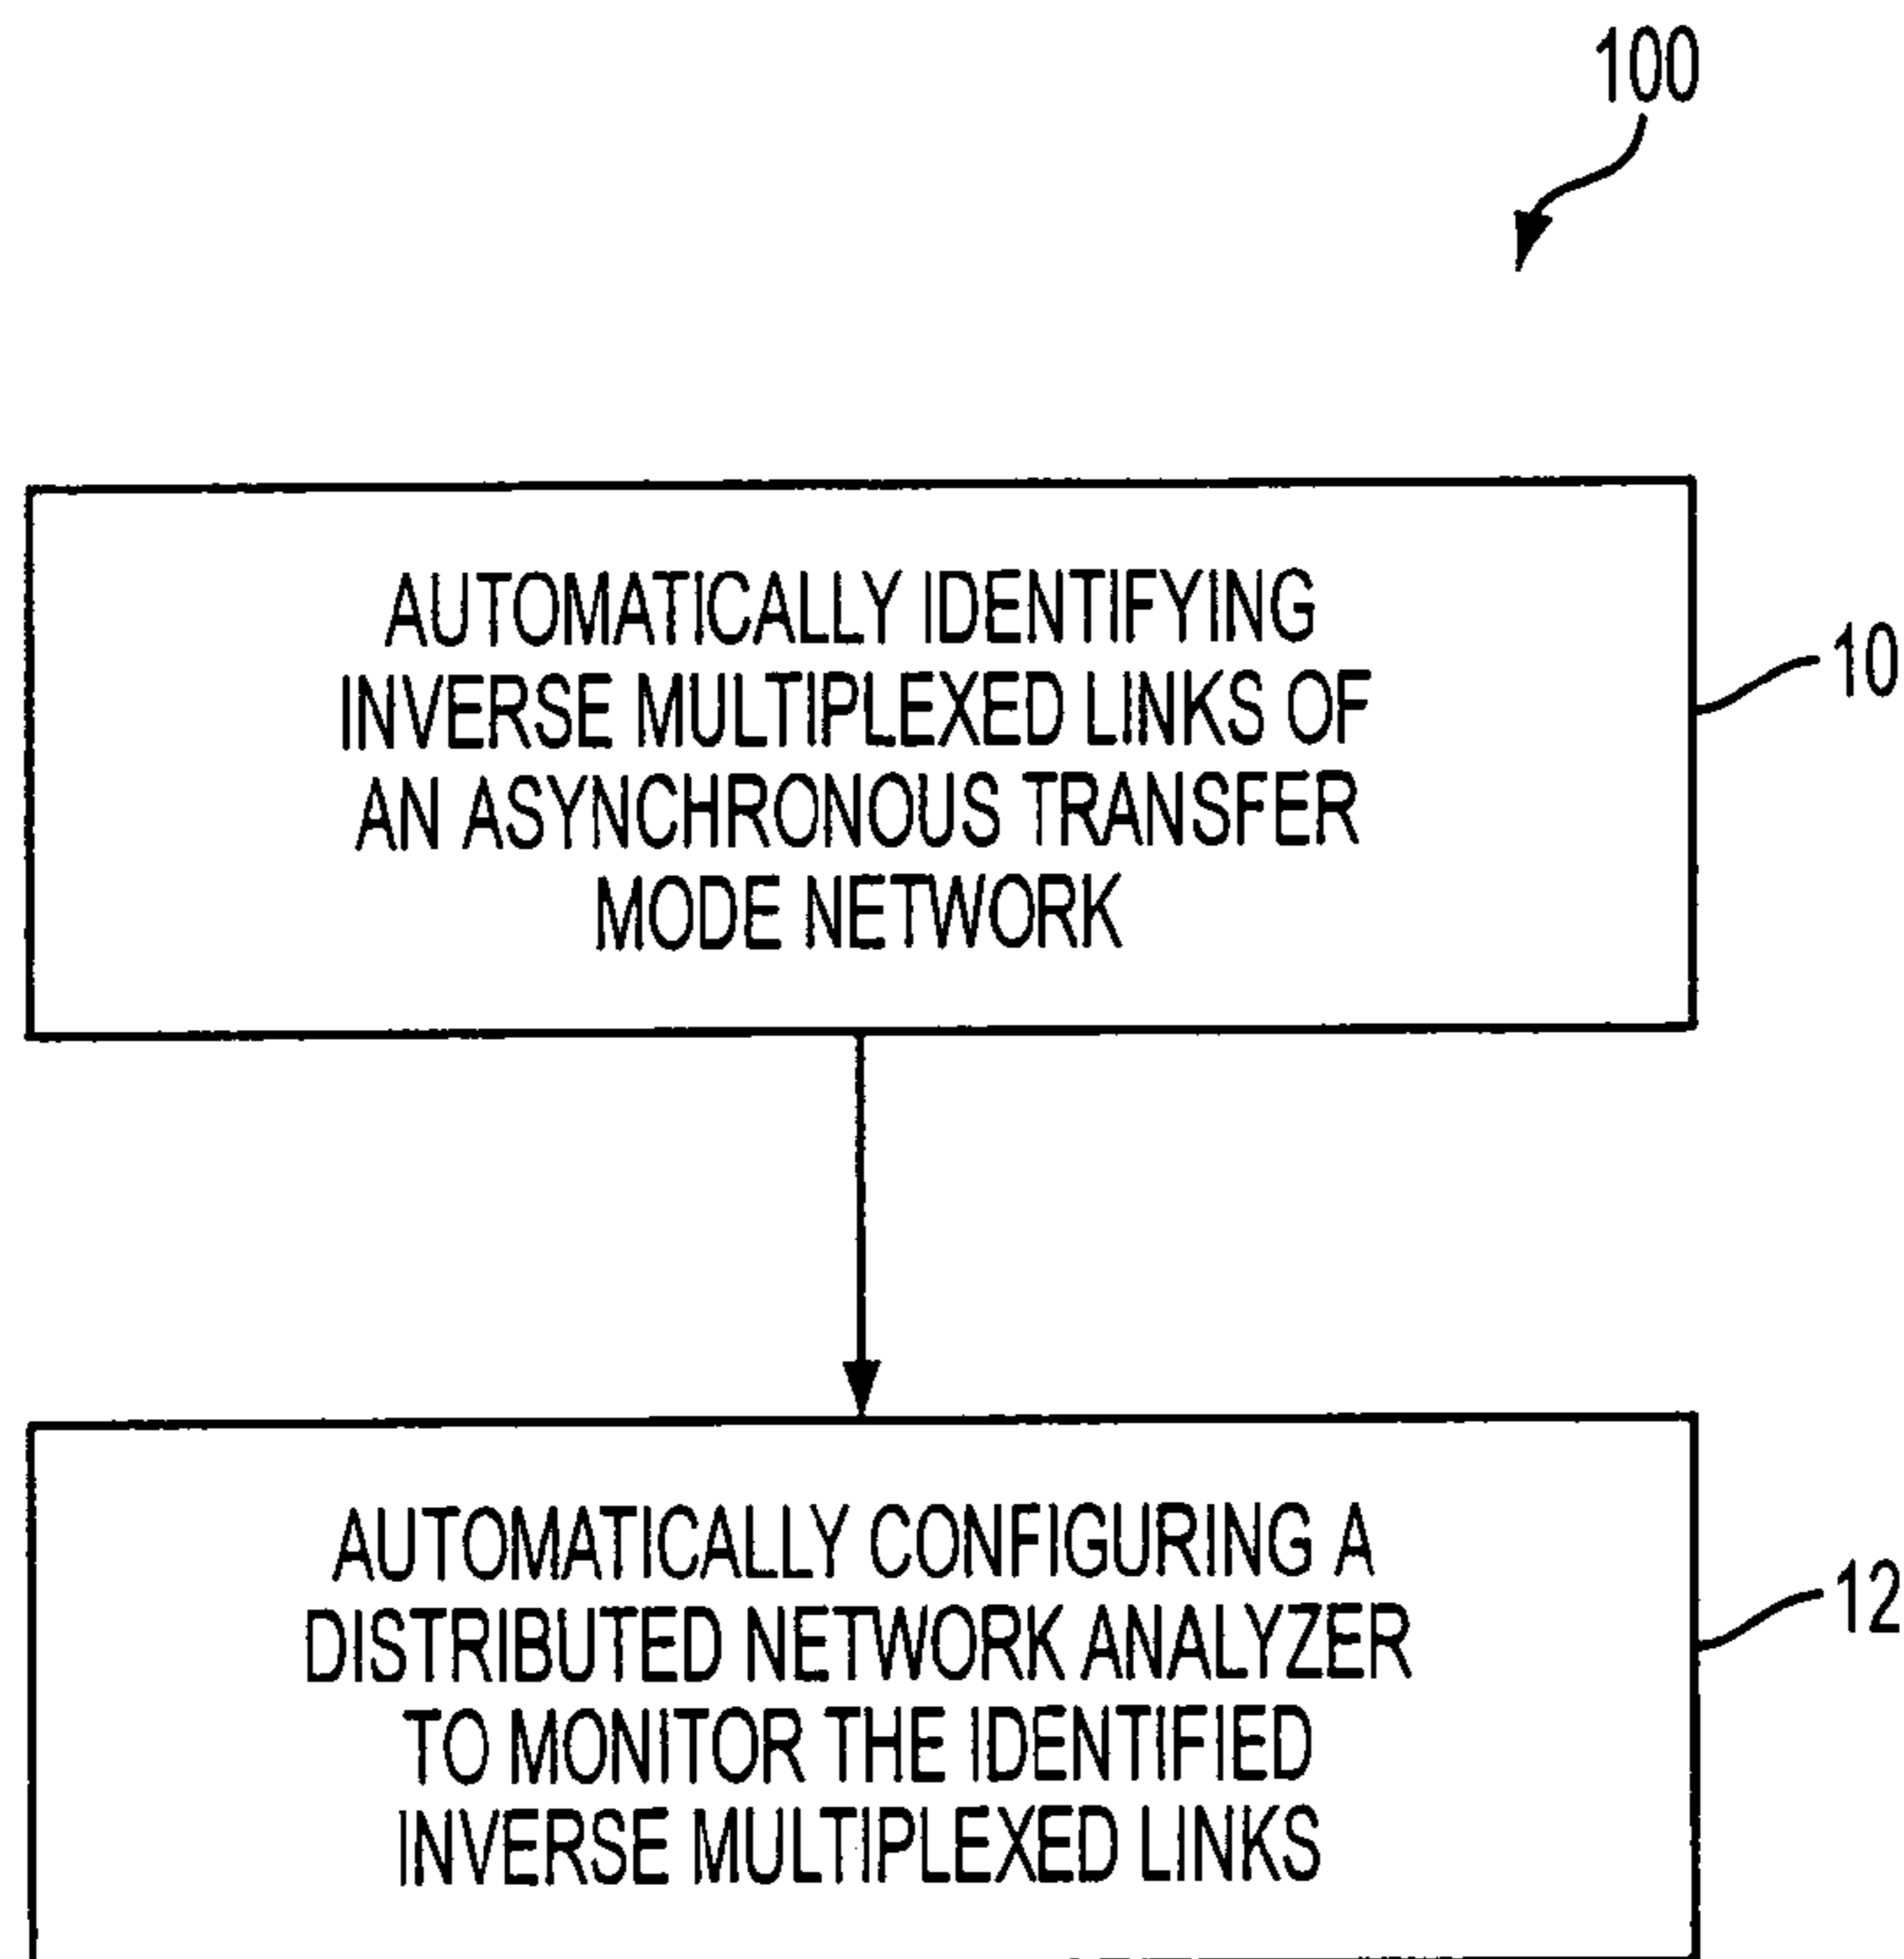 100
AUTOMATICALLY IDENTIFYING
INVERSE MULTIPLEXED LINKS OF
AN ASYNCHRONOUS TRANSFER
MODE NETWORK
10
AUTOMATICALLY CONFIGURING A
DISTRIBUTED NETWORK ANALYZER
TO MONITOR THE IDENTIFIED
INVERSE MULTIPLEXED LINKS
12